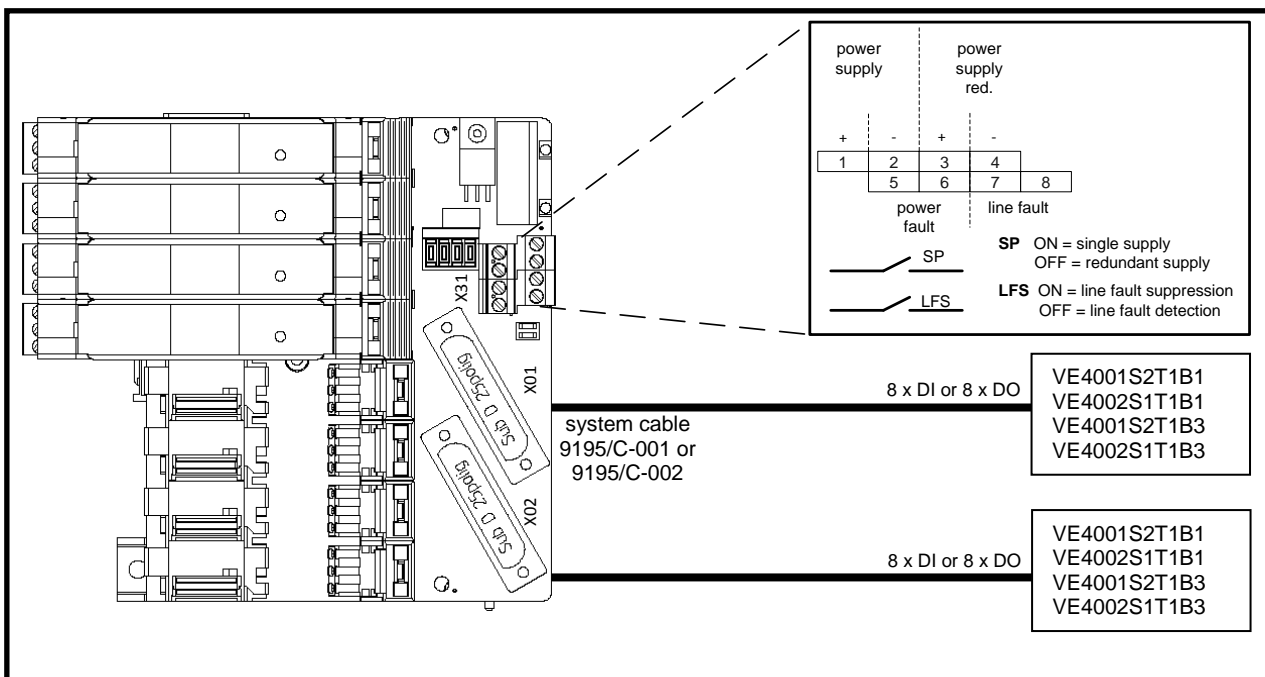 power
supply
power
supply
red.
+ - + -
1 2 3 4
5 6 7 8
power
fault
line fault
SP
SP ON = single supply
OFF = redundant supply
LFS
LFS ON = line fault suppression
OFF = line fault detection
X31
X01
Sub D 25polig
X02
Sub D 25polig
system cable
9195/C-001 or
9195/C-002
8 x DI or 8 x DO
VE4001S2T1B1
VE4002S1T1B1
VE4001S2T1B3
VE4002S1T1B3
8 x DI or 8 x DO
VE4001S2T1B1
VE4002S1T1B1
VE4001S2T1B3
VE4002S1T1B3